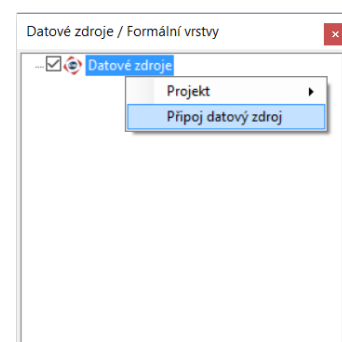 Datové zdroje / Formální vrstvy
Datové zdroje
Projekt
Připoj datový zdroj